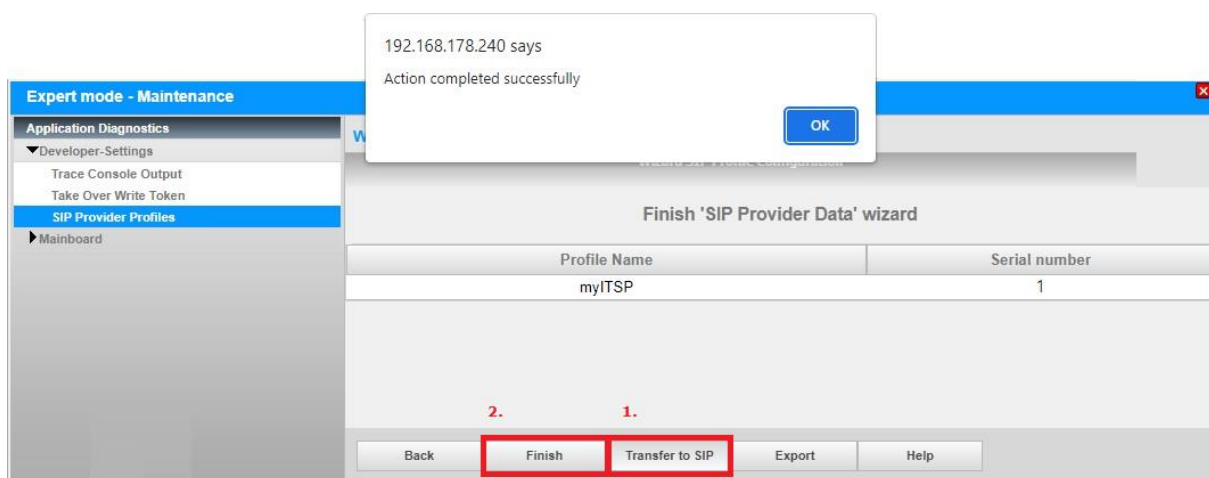 192.168.178.240 says
Action completed successfully
OK
Expert mode - Maintenance
Application Diagnostics
Developer-Settings
Trace Console Output
Take Over Write Token
SIP Provider Profiles
Mainboard
Finish 'SIP Provider Data' wizard
Profile Name Serial number
myITSP 1
2. 1.
Back Finish Transfer to SIP Export Help